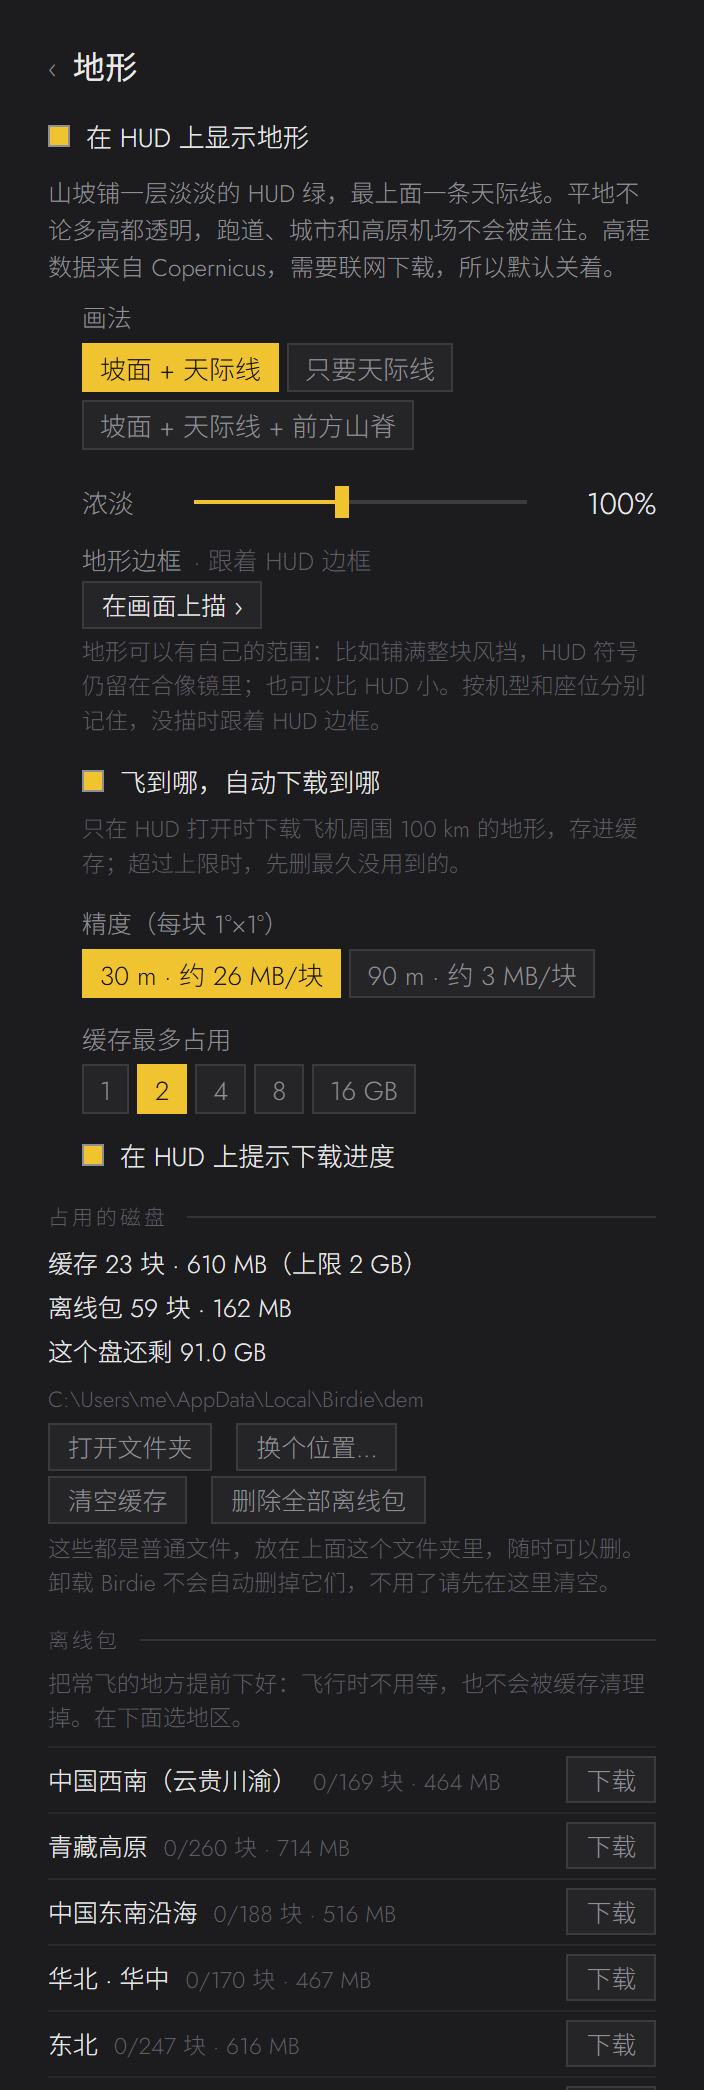 ‹ 地形
在 HUD 上显示地形
山坡铺一层淡淡的 HUD 绿，最上面一条天际线。平地不
论多高都透明，跑道、城市和高原机场不会被盖住。高程
数据来自 Copernicus，需要联网下载，所以默认关着。
画法
坡面 + 天际线 只要天际线
坡面 + 天际线 + 前方山脊
浓淡 100%
地形边框 · 跟着 HUD 边框
在画面上描 ›
地形可以有自己的范围：比如铺满整块风挡，HUD 符号
仍留在合像镜里；也可以比 HUD 小。按机型和座位分别
记住，没描时跟着 HUD 边框。
飞到哪，自动下载到哪
只在 HUD 打开时下载飞机周围 100 km 的地形，存进缓
存；超过上限时，先删最久没用到的。
精度（每块 1°×1°）
30 m · 约 26 MB/块 90 m · 约 3 MB/块
缓存最多占用
1 2 4 8 16 GB
在 HUD 上提示下载进度
占用的磁盘
缓存 23 块 · 610 MB（上限 2 GB）
离线包 59 块 · 162 MB
这个盘还剩 91.0 GB
C:\Users\me\AppData\Local\Birdie\dem
打开文件夹 换个位置...
清空缓存 删除全部离线包
这些都是普通文件，放在上面这个文件夹里，随时可以删。
卸载 Birdie 不会自动删掉它们，不用了请先在这里清空。
离线包
把常飞的地方提前下好：飞行时不用等，也不会被缓存清理
掉。在下面选地区。
中国西南（云贵川渝） 0/169 块 · 464 MB 下载
青藏高原 0/260 块 · 714 MB 下载
中国东南沿海 0/188 块 · 516 MB 下载
华北 · 华中 0/170 块 · 467 MB 下载
东北 0/247 块 · 616 MB 下载